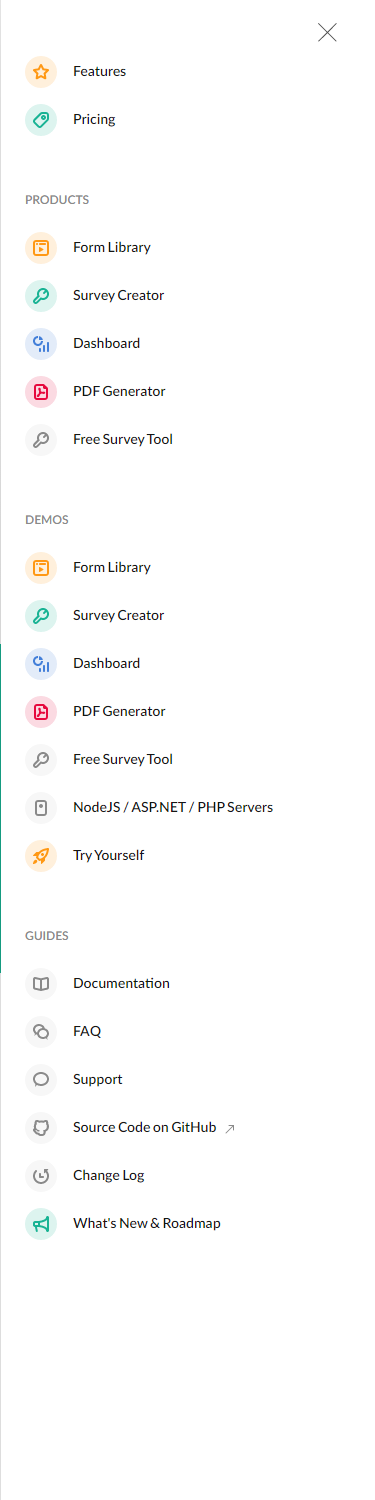 Features
Pricing
PRODUCTS
Form Library
Survey Creator
Dashboard
PDF Generator
Free Survey Tool
DEMOS
Form Library
Survey Creator
Dashboard
PDF Generator
Free Survey Tool
NodeJS / ASP.NET / PHP Servers
Try Yourself
GUIDES
Documentation
FAQ
Support
Source Code on GitHub
Change Log
What's New & Roadmap